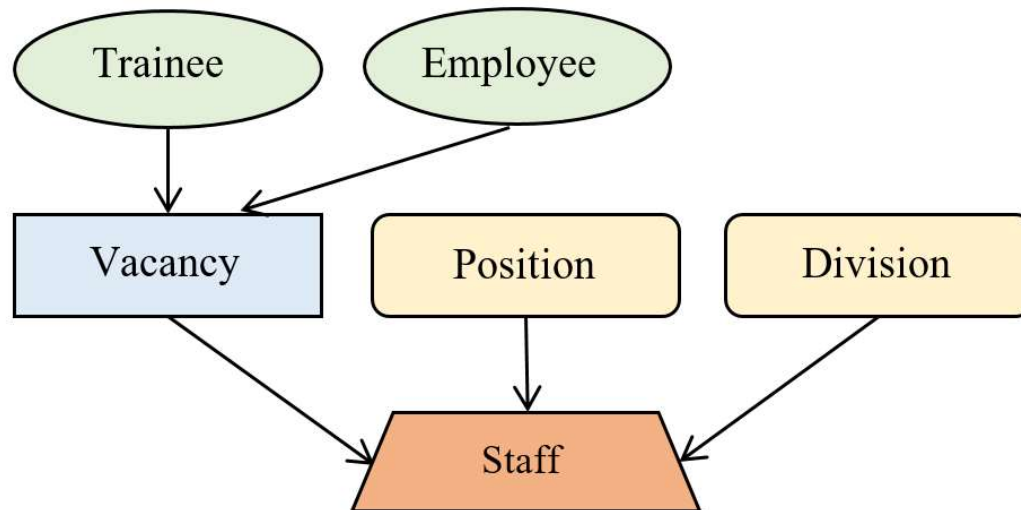 Trainee
Employee
Vacancy
Position
Division
Staff